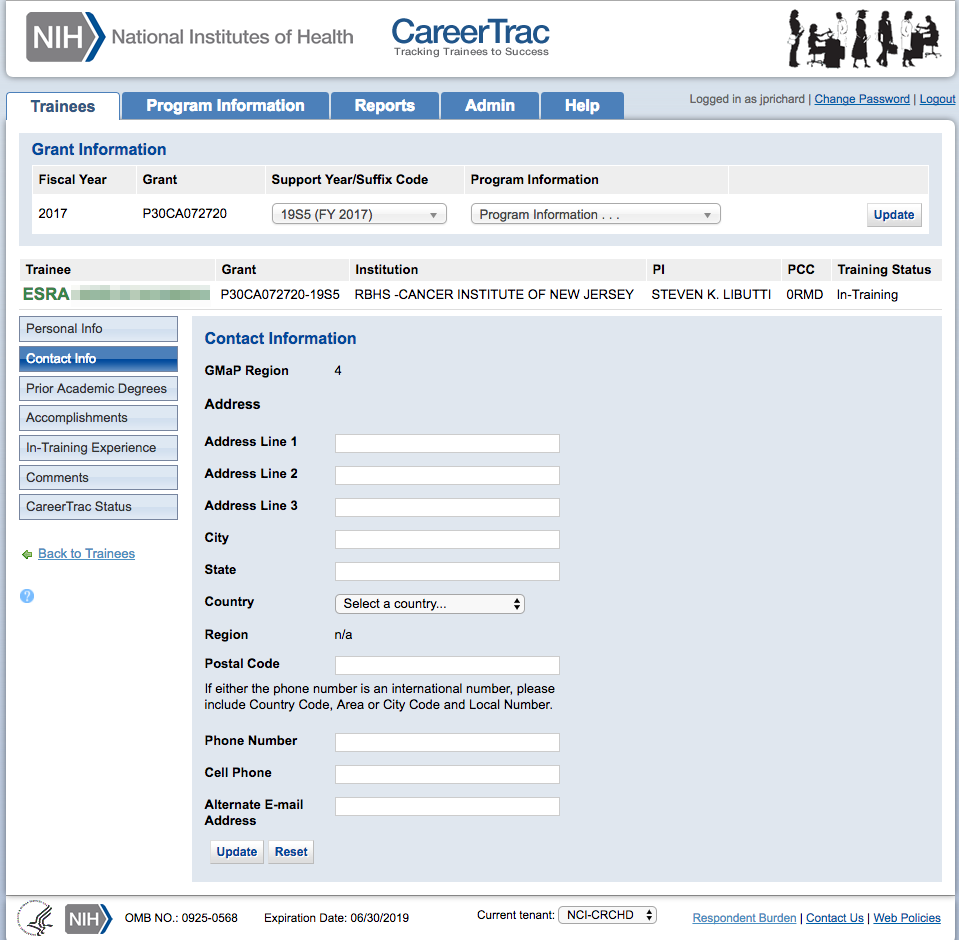 NIH National Institutes of Health
CareerTrac
Tracking Trainees to Success
Trainees Program Information Reports Admin Help
Logged in as jprichard | Change Password | Logout
Grant Information
Fiscal Year Grant Support Year/Suffix Code Program Information
2017 P30CA072720 19S5 (FY 2017) Program Information . . . Update
Trainee Grant Institution PI PCC Training Status
ESRA P30CA072720-19S5 RBHS -CANCER INSTITUTE OF NEW JERSEY STEVEN K. LIBUTTI 0RMD In-Training
Personal Info
Contact Info
Prior Academic Degrees
Accomplishments
In-Training Experience
Comments
CareerTrac Status
Back to Trainees
?
Contact Information
GMaP Region 4
Address
Address Line 1
Address Line 2
Address Line 3
City
State
Country Select a country...
Region n/a
Postal Code
If either the phone number is an international number, please
include Country Code, Area or City Code and Local Number.
Phone Number
Cell Phone
Alternate E-mail
Address
Update Reset
NIH OMB NO.: 0925-0568 Expiration Date: 06/30/2019 Current tenant: NCI-CRCHD Respondent Burden | Contact Us | Web Policies